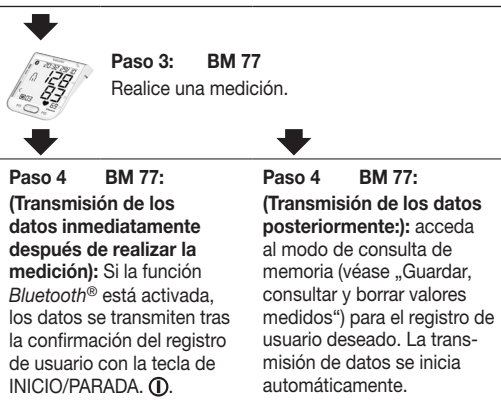 Paso 3: BM 77
Realice una medición.
Paso 4 BM 77:
(Transmisión de los
datos inmediatamente
después de realizar la
medición): Si la función
Bluetooth® está activada,
los datos se transmiten tras
la confirmación del registro
de usuario con la tecla de
INICIO/PARADA.
Paso 4 BM 77:
(Transmisión de los datos
posteriormente:): acceda
al modo de consulta de
memoria (véase „Guardar,
consultar y borrar valores
medidos“) para el registro de
usuario deseado. La trans-
misión de datos se inicia
automáticamente.